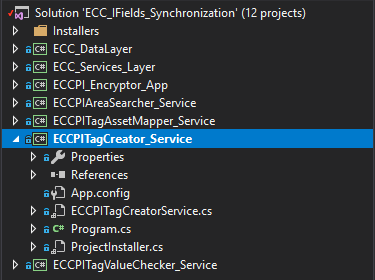 Solution 'ECC_IFields_Synchronization' (12 projects)
Installers
C# ECC_DataLayer
C# ECC_Services_Layer
C# ECCPI_Encryptor_App
C# ECCPIAreaSearcher_Service
C# ECCPITagAssetMapper_Service
C# ECCPITagCreator_Service
Properties
References
App.config
ECCPITagCreatorService.cs
C# Program.cs
ProjectInstaller.cs
C# ECCPITagValueChecker_Service